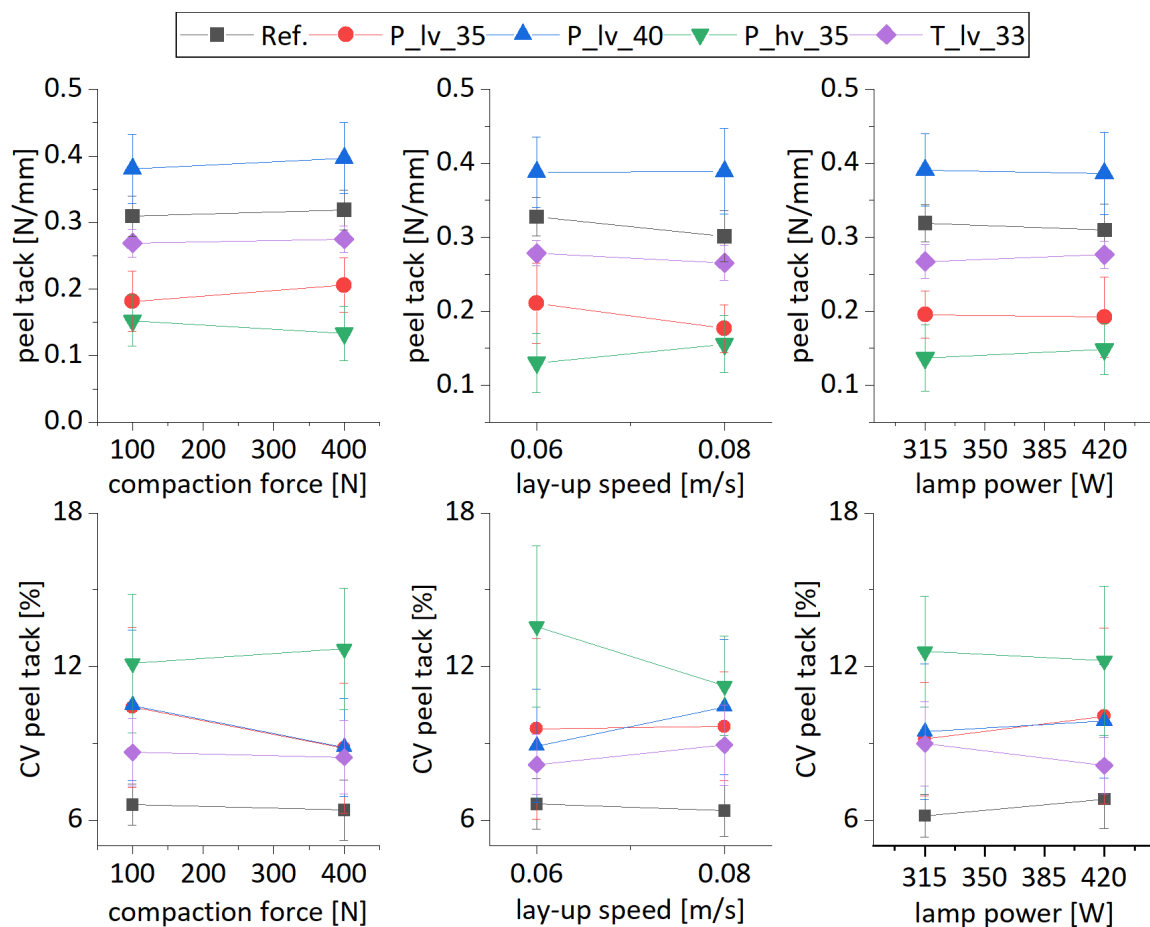 Ref. P_lv_35 P_lv_40 P_hv_35 T_lv_33
peel tack [N/mm]
0.5
0.4
0.3
0.2
0.1
0.0
100 200 300 400
compaction force [N]
peel tack [N/mm]
0.5
0.4
0.3
0.2
0.1
0.06 0.08
lay-up speed [m/s]
peel tack [N/mm]
0.5
0.4
0.3
0.2
0.1
315 350 385 420
lamp power [W]
CV peel tack [%]
18
12
6
100 200 300 400
compaction force [N]
CV peel tack [%]
18
12
6
0.06 0.08
lay-up speed [m/s]
CV peel tack [%]
18
12
6
315 350 385 420
lamp power [W]